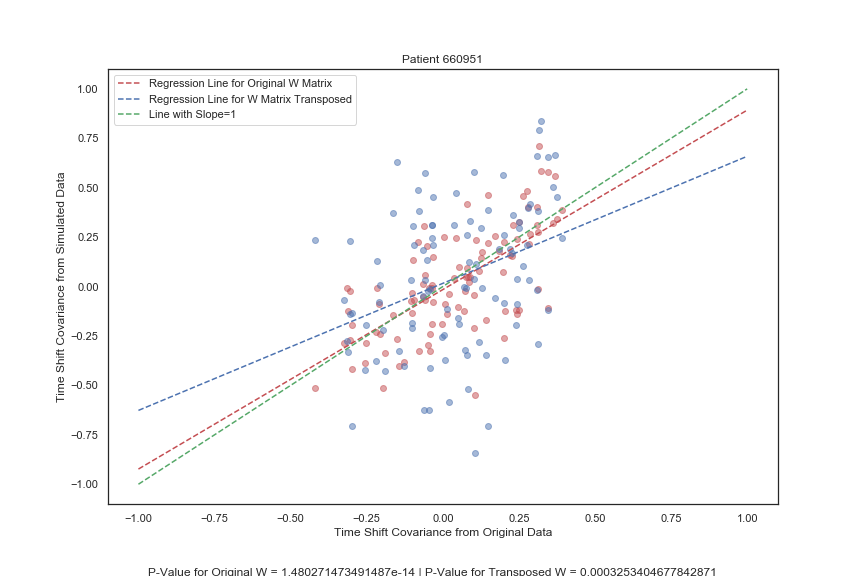 Patient 660951
Regression Line for Original W Matrix
Regression Line for W Matrix Transposed
Line with Slope=1
Time Shift Covariance from Simulated Data
1.00
0.75
0.50
0.25
0.00
−0.25
−0.50
−0.75
−1.00
−1.00 −0.75 −0.50 −0.25 0.00 0.25 0.50 0.75 1.00
Time Shift Covariance from Original Data
P-Value for Original W = 1.480271473491487e-14 | P-Value for Transposed W = 0.0003253404677842871